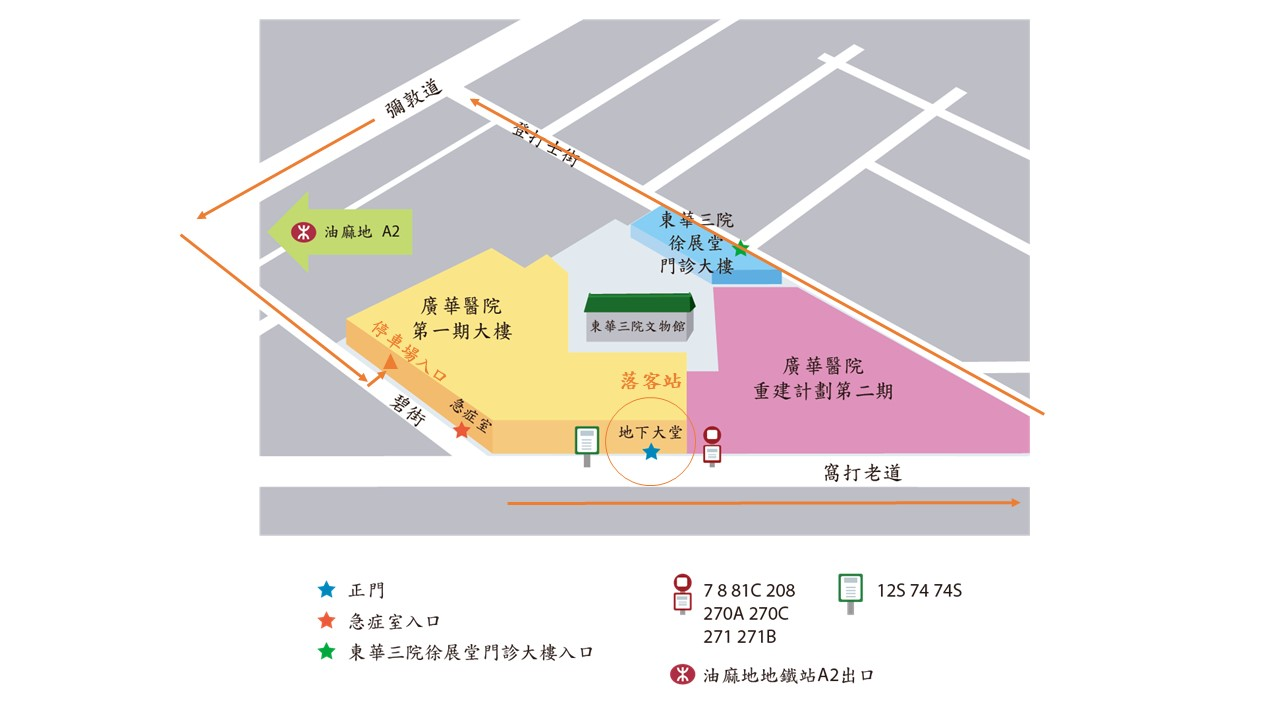 彌敦道
登打士街
油麻地 A2
東華三院
徐展堂
門診大樓
廣華醫院
第一期大樓
東華三院文物館
停車場入口
廣華醫院
重建計劃第二期
落客站
碧街
急症室
地下大堂
窩打老道
正門
急症室入口
東華三院徐展堂門診大樓入口
7 8 81C 208
270A 270C
271 271B
12S 74 74S
油麻地地鐵站A2出口